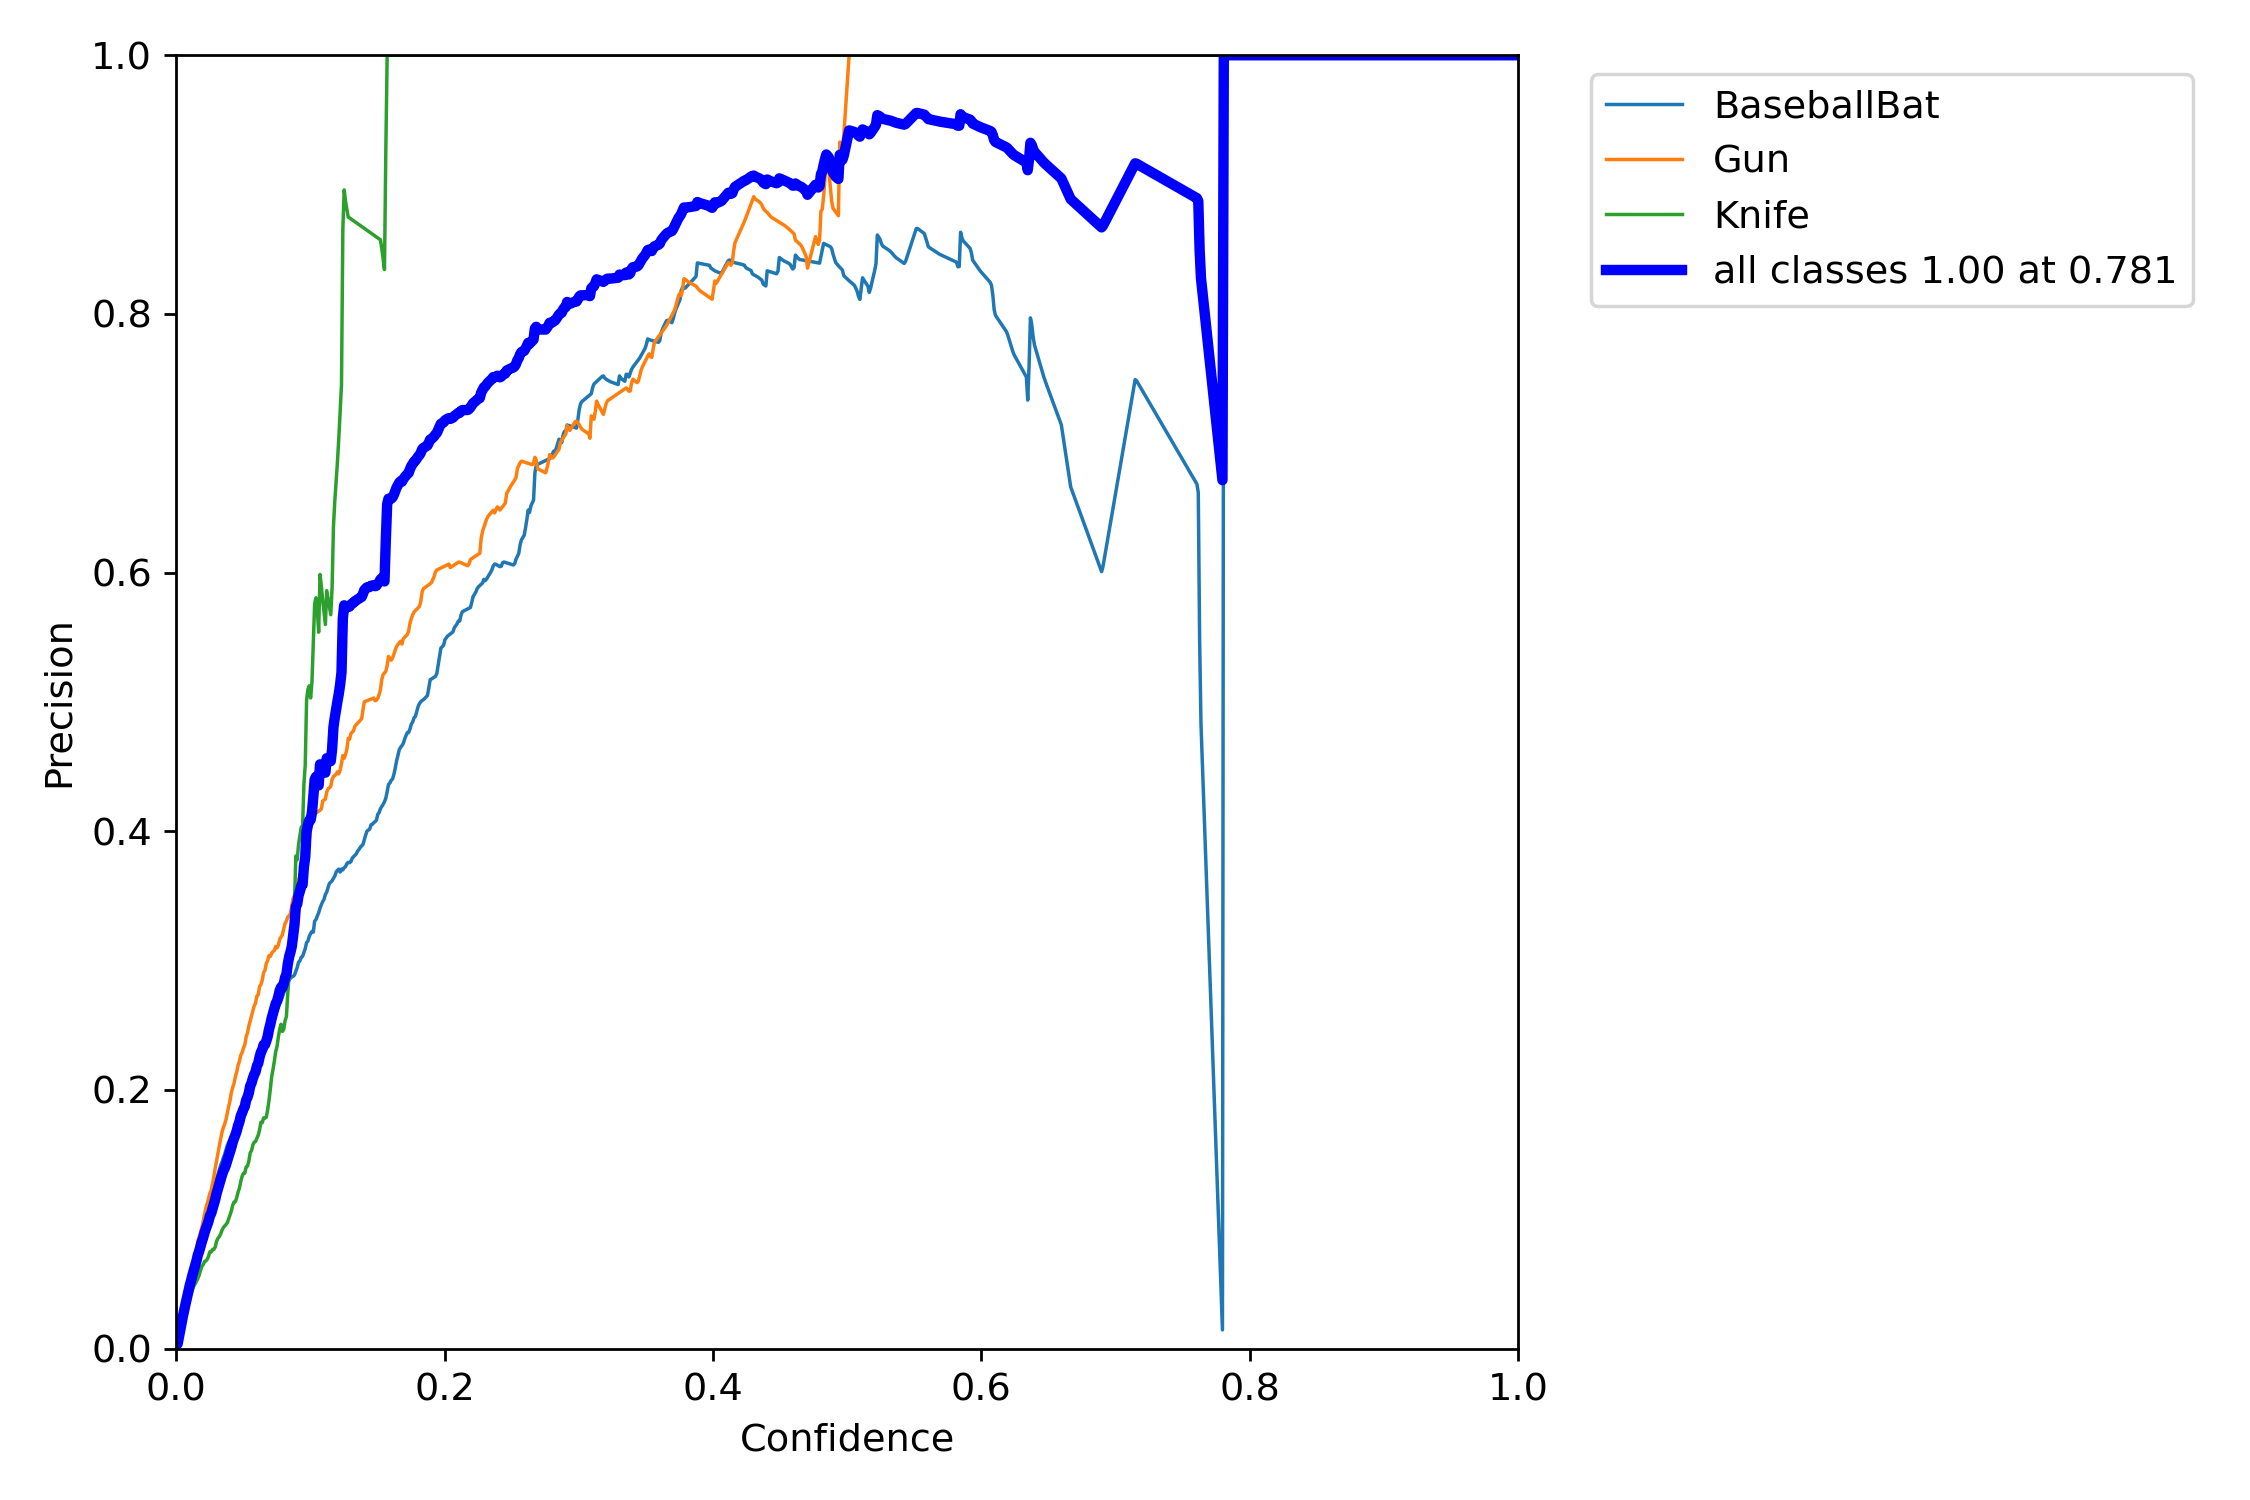 1.0
0.8
0.6
0.4
0.2
0.0
Precision
0.0 0.2 0.4 0.6 0.8 1.0
Confidence
BaseballBat
Gun
Knife
all classes 1.00 at 0.781